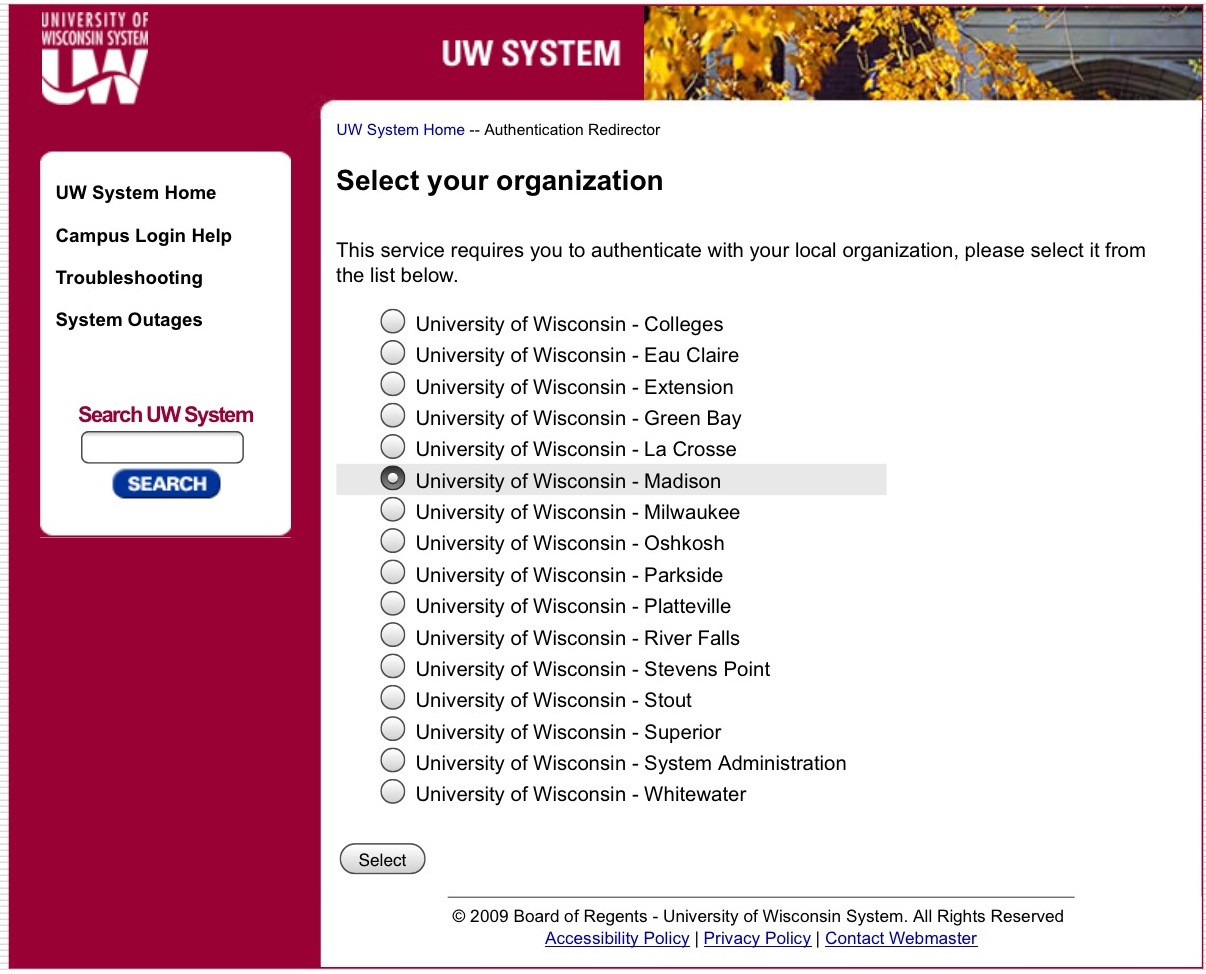 UNIVERSITY OF
WISCONSIN SYSTEM
UW
UW SYSTEM
UW System Home -- Authentication Redirector
UW System Home
Campus Login Help
Troubleshooting
System Outages
Search UW System
SEARCH
Select your organization
This service requires you to authenticate with your local organization, please select it from
the list below.
University of Wisconsin - Colleges
University of Wisconsin - Eau Claire
University of Wisconsin - Extension
University of Wisconsin - Green Bay
University of Wisconsin - La Crosse
University of Wisconsin - Madison
University of Wisconsin - Milwaukee
University of Wisconsin - Oshkosh
University of Wisconsin - Parkside
University of Wisconsin - Platteville
University of Wisconsin - River Falls
University of Wisconsin - Stevens Point
University of Wisconsin - Stout
University of Wisconsin - Superior
University of Wisconsin - System Administration
University of Wisconsin - Whitewater
Select
© 2009 Board of Regents - University of Wisconsin System. All Rights Reserved
Accessibility Policy | Privacy Policy | Contact Webmaster